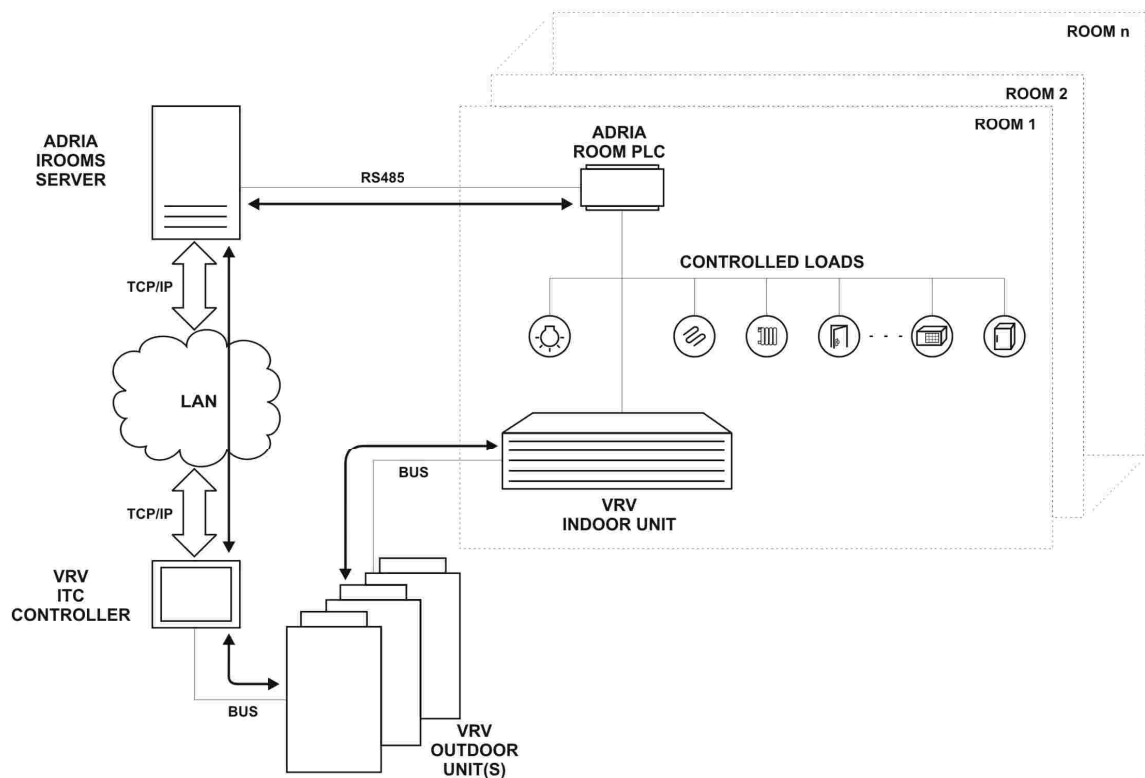 ROOM n
ROOM 2
ROOM 1
ADRIA
IROOMS
SERVER
ADRIA
ROOM PLC
RS485
CONTROLLED LOADS
TCP/IP
LAN
BUS
VRV
INDOOR UNIT
TCP/IP
VRV
ITC
CONTROLLER
BUS
VRV
OUTDOOR
UNIT(S)